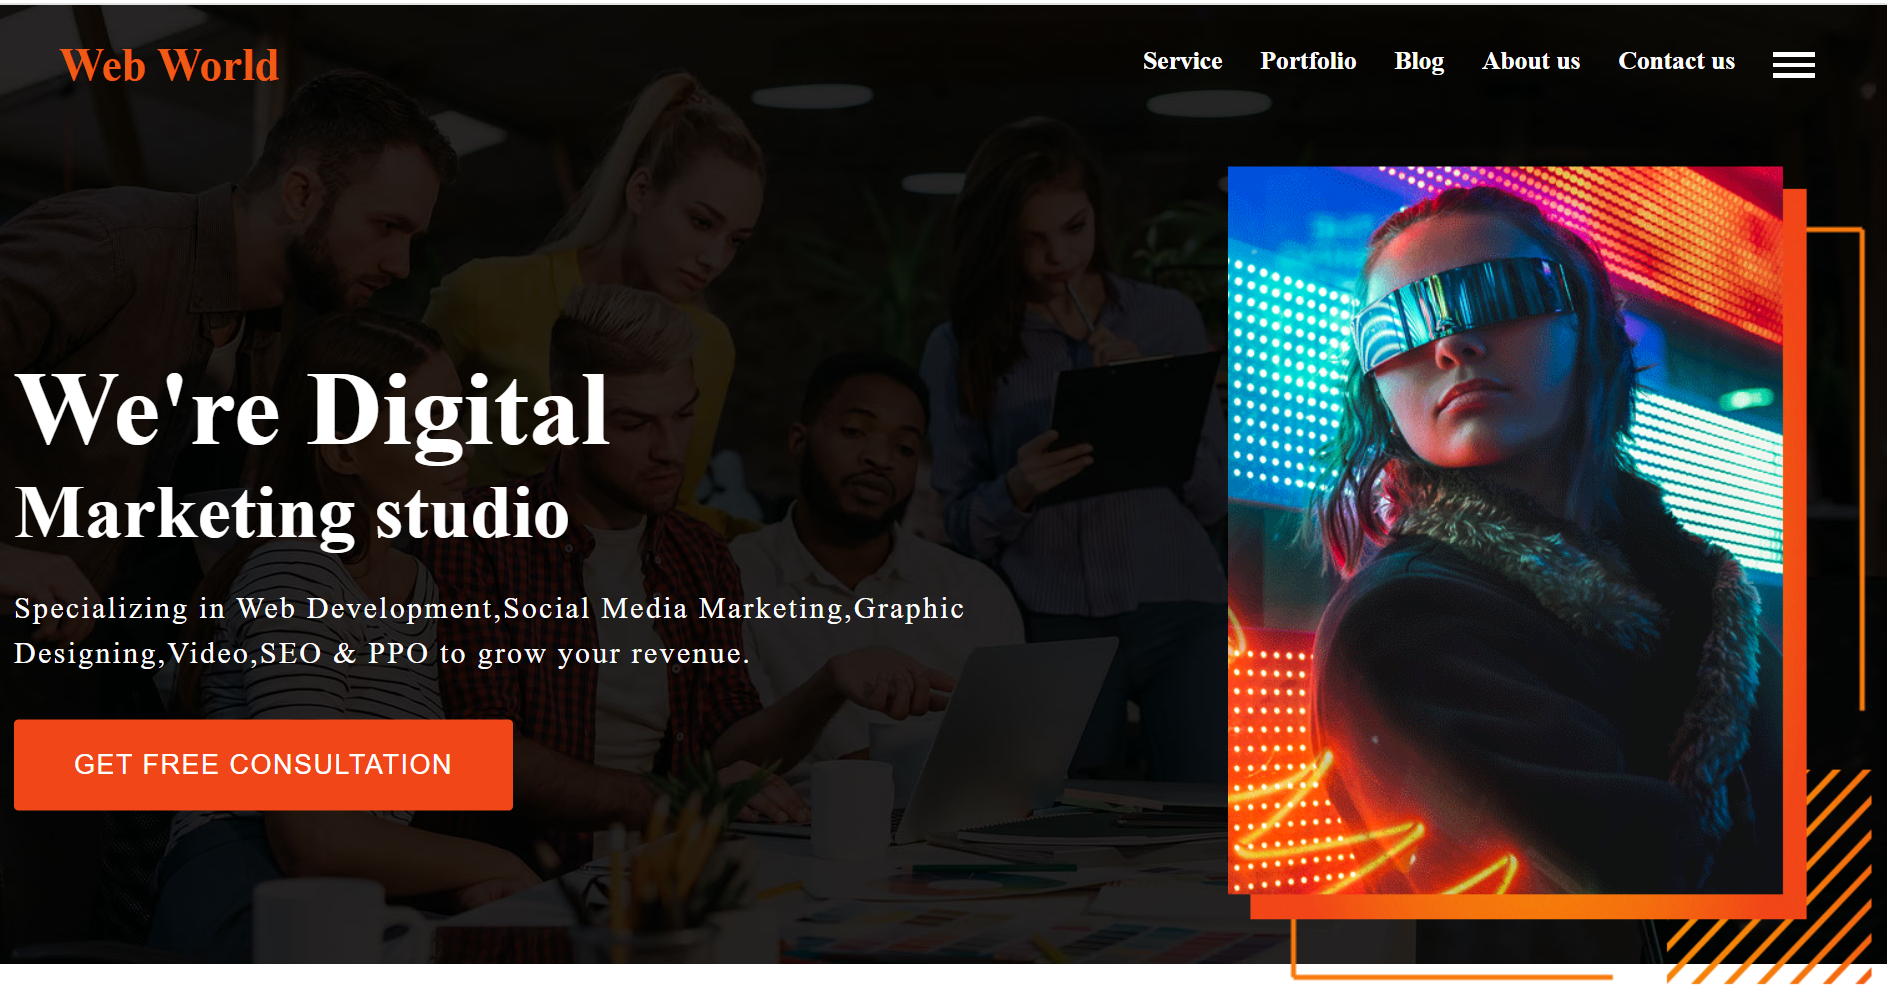 Web World
Service Portfolio Blog About us Contact us
We're Digital
Marketing studio
Specializing in Web Development,Social Media Marketing,Graphic
Designing,Video,SEO & PPO to grow your revenue.
GET FREE CONSULTATION